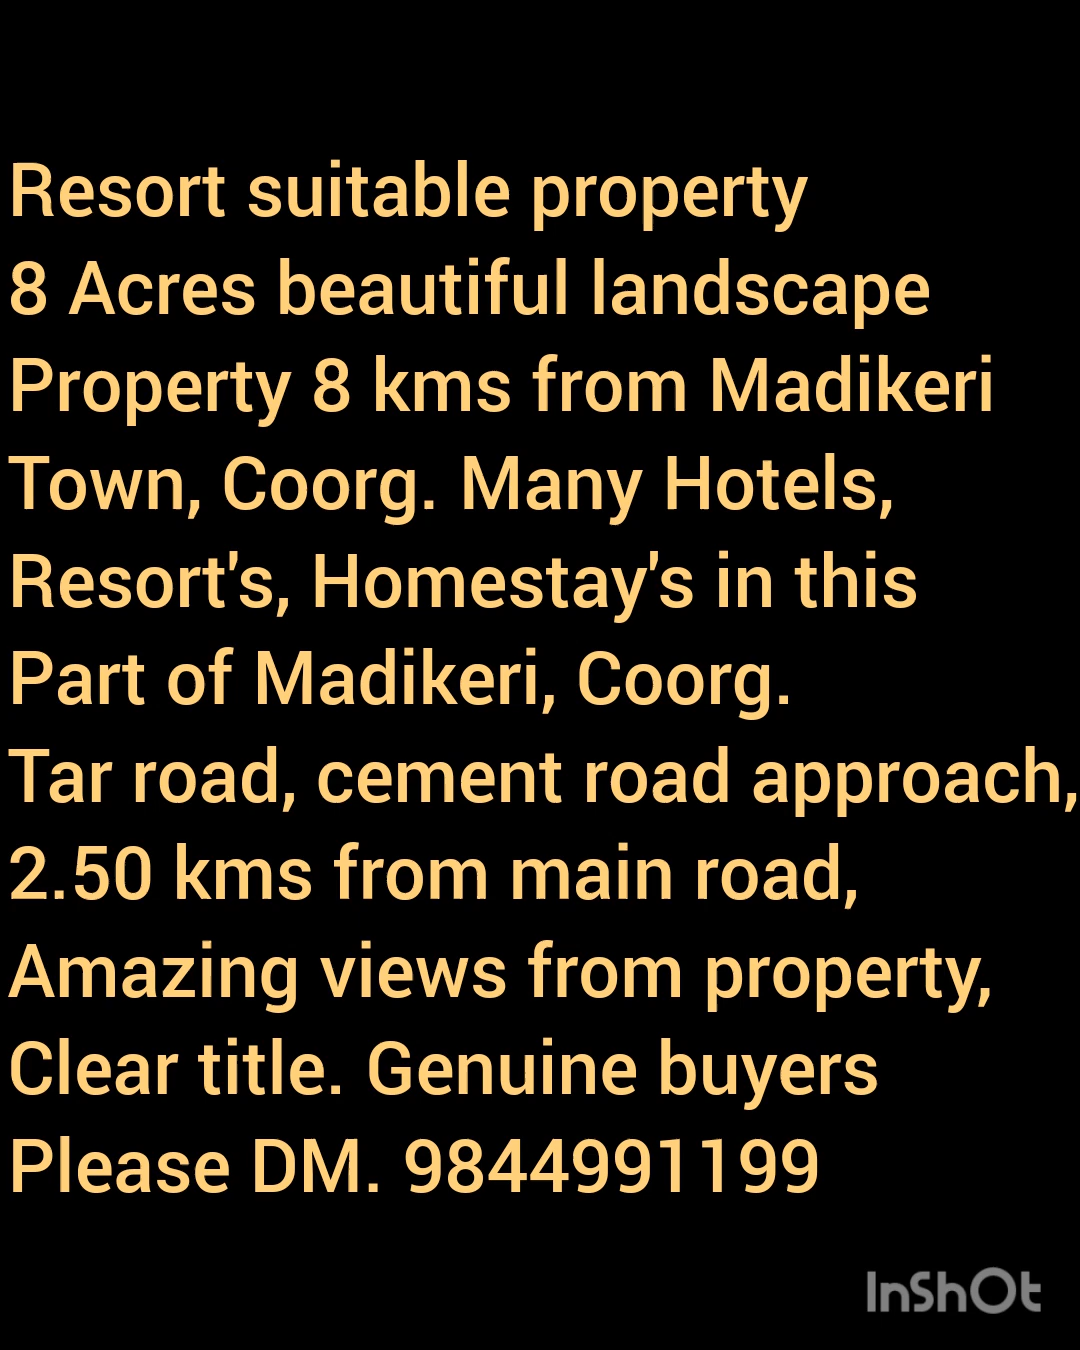 Resort suitable property
8 Acres beautiful landscape
Property 8 kms from Madikeri
Town, Coorg. Many Hotels,
Resort's, Homestay's in this
Part of Madikeri, Coorg.
Tar road, cement road approach,
2.50 kms from main road,
Amazing views from property,
Clear title. Genuine buyers
Please DM. 9844991199
InShOt